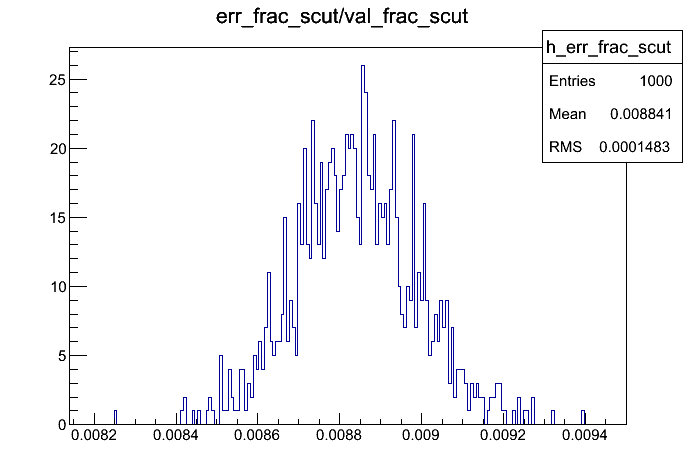 err_frac_scut/val_frac_scut
h_err_frac_scut
Entries 1000
Mean 0.008841
RMS 0.0001483
25
20
15
10
5
0
0.0082 0.0084 0.0086 0.0088 0.009 0.0092 0.0094